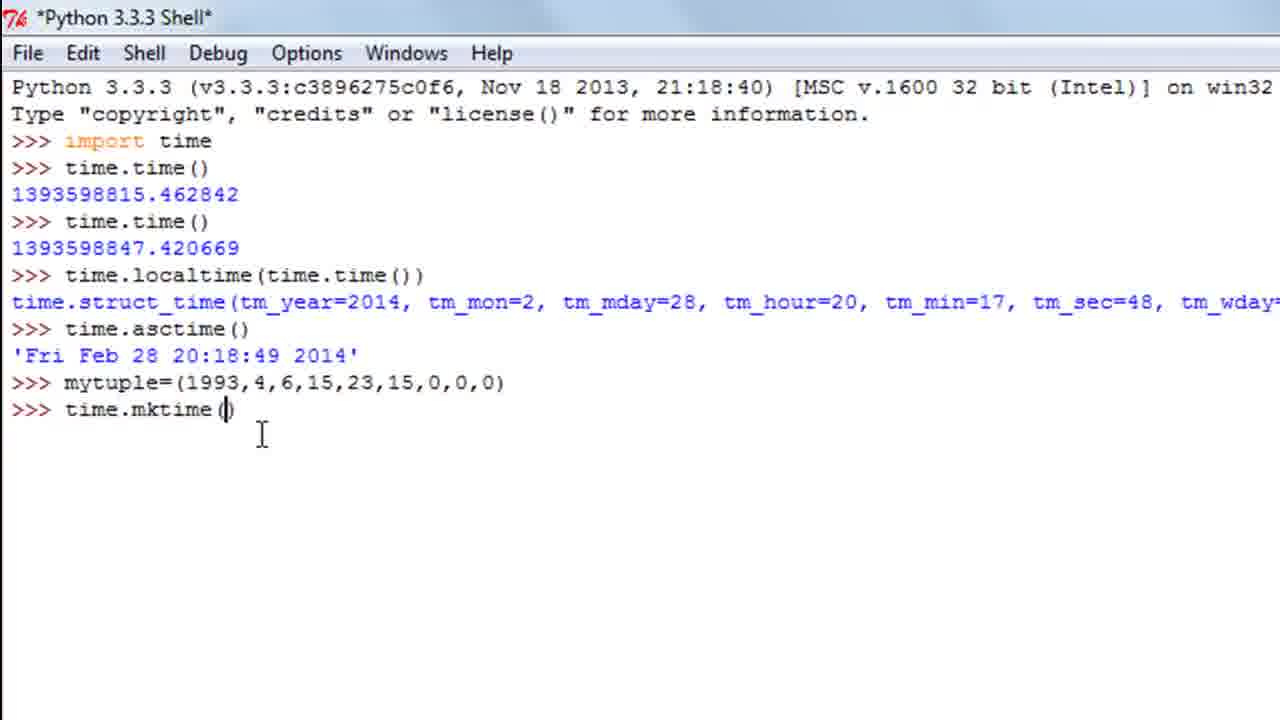 *Python 3.3.3 Shell*
File Edit Shell Debug Options Windows Help
Python 3.3.3 (v3.3.3:c3896275c0f6, Nov 18 2013, 21:18:40) [MSC v.1600 32 bit (Intel)] on win32
Type "copyright", "credits" or "license()" for more information.
>>> import time
>>> time.time()
1393598815.462842
>>> time.time()
1393598847.420669
>>> time.localtime(time.time())
time.struct_time(tm_year=2014, tm_mon=2, tm_mday=28, tm_hour=20, tm_min=17, tm_sec=48, tm_wday=
>>> time.asctime()
'Fri Feb 28 20:18:49 2014'
>>> mytuple=(1993,4,6,15,23,15,0,0,0)
>>> time.mktime()